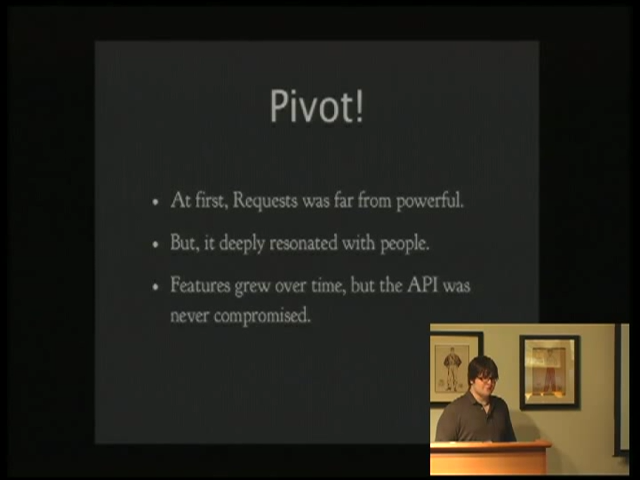 Pivot!
• At first, Requests was far from powerful.
• But, it deeply resonated with people.
• Features grew over time, but the API was
never compromised.